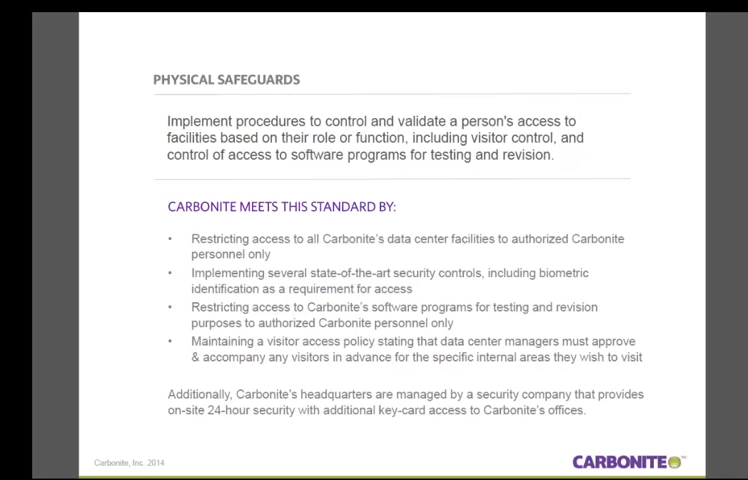 PHYSICAL SAFEGUARDS
Implement procedures to control and validate a person's access to
facilities based on their role or function, including visitor control, and
control of access to software programs for testing and revision.
CARBONITE MEETS THIS STANDARD BY:
• Restricting access to all Carbonite's data center facilities to authorized Carbonite
personnel only
• Implementing several state-of-the-art security controls, including biometric
identification as a requirement for access
• Restricting access to Carbonite's software programs for testing and revision
purposes to authorized Carbonite personnel only
• Maintaining a visitor access policy stating that data center managers must approve
& accompany any visitors in advance for the specific internal areas they wish to visit
Additionally, Carbonite's headquarters are managed by a security company that provides
on-site 24-hour security with additional key-card access to Carbonite's offices.
Carbonite, Inc. 2014
CARBONITE™